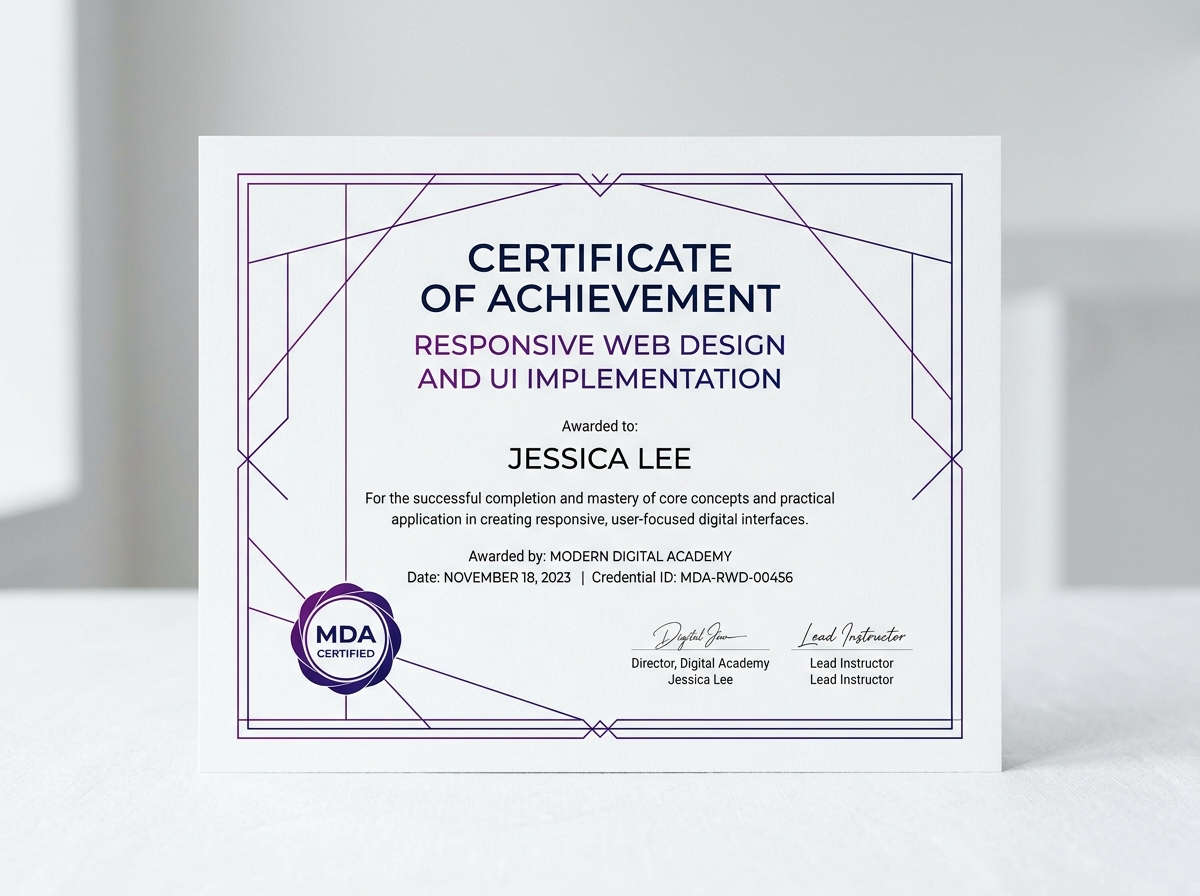 CERTIFICATE
OF ACHIEVEMENT
RESPONSIVE WEB DESIGN
AND UI IMPLEMENTATION
Awarded to:
JESSICA LEE
For the successful completion and mastery of core concepts and practical
application in creating responsive, user-focused digital interfaces.
Awarded by: MODERN DIGITAL ACADEMY
Date: NOVEMBER 18, 2023 | Credential ID: MDA-RWD-00456
MDA
CERTIFIED
Digital
Director, Digital Academy
Jessica Lee
Lead Instructor
Lead Instructor
Lead Instructor